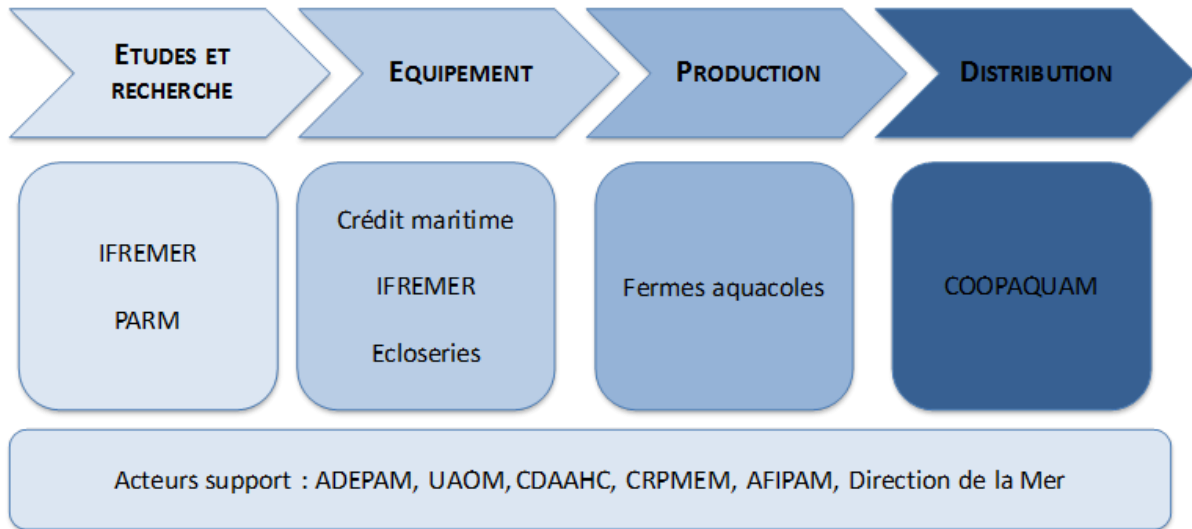 ETUDES ET
RECHERCHE
EQUIPEMENT
PRODUCTION
DISTRIBUTION
IFREMER
PARM
Crédit maritime
IFREMER
Ecloseries
Fermes aquacoles
COOPAQUAM
Acteurs support : ADEPAM, UAOM, CDAAHC, CRPMEM, AFIPAM, Direction de la Mer